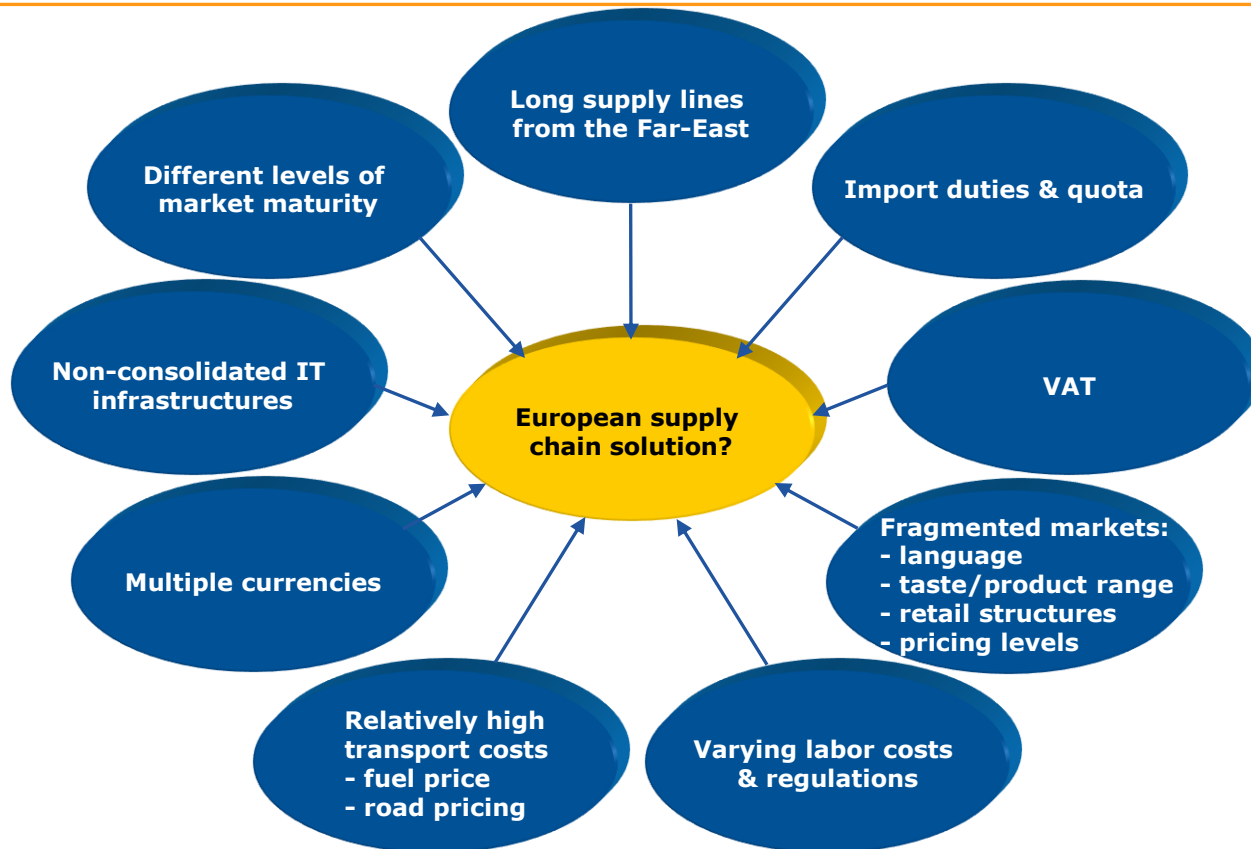 Long supply lines
from the Far-East
Different levels of
market maturity
Import duties & quota
Non-consolidated IT
infrastructures
VAT
European supply
chain solution?
Multiple currencies
Fragmented markets:
- language
- taste/product range
- retail structures
- pricing levels
Relatively high
transport costs
- fuel price
- road pricing
Varying labor costs
& regulations